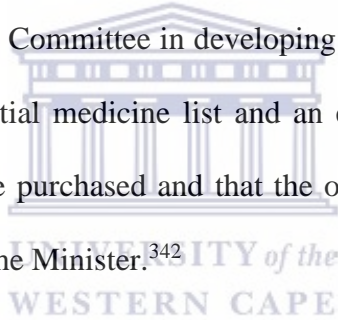 Committee in developing
tial medicine list and an
e purchased and that the o
ne Minister.342
UNIVERSITY of the
WESTERN CAPE